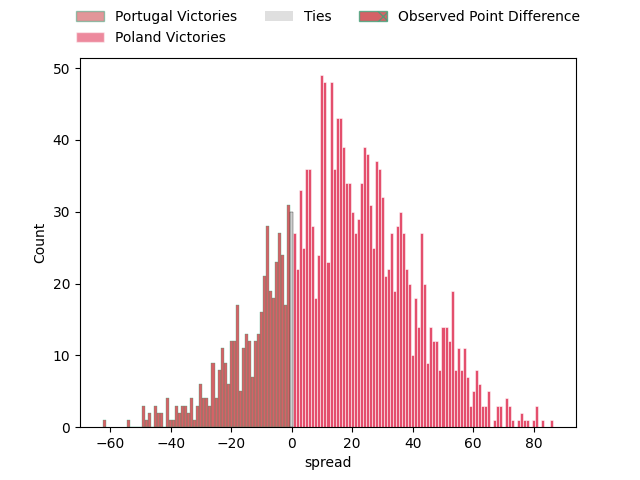 Portugal Victories
Ties
Observed Point Difference
Poland Victories
50
40
30
20
10
0
Count
−60
−40
−20
0
20
40
60
80
spread